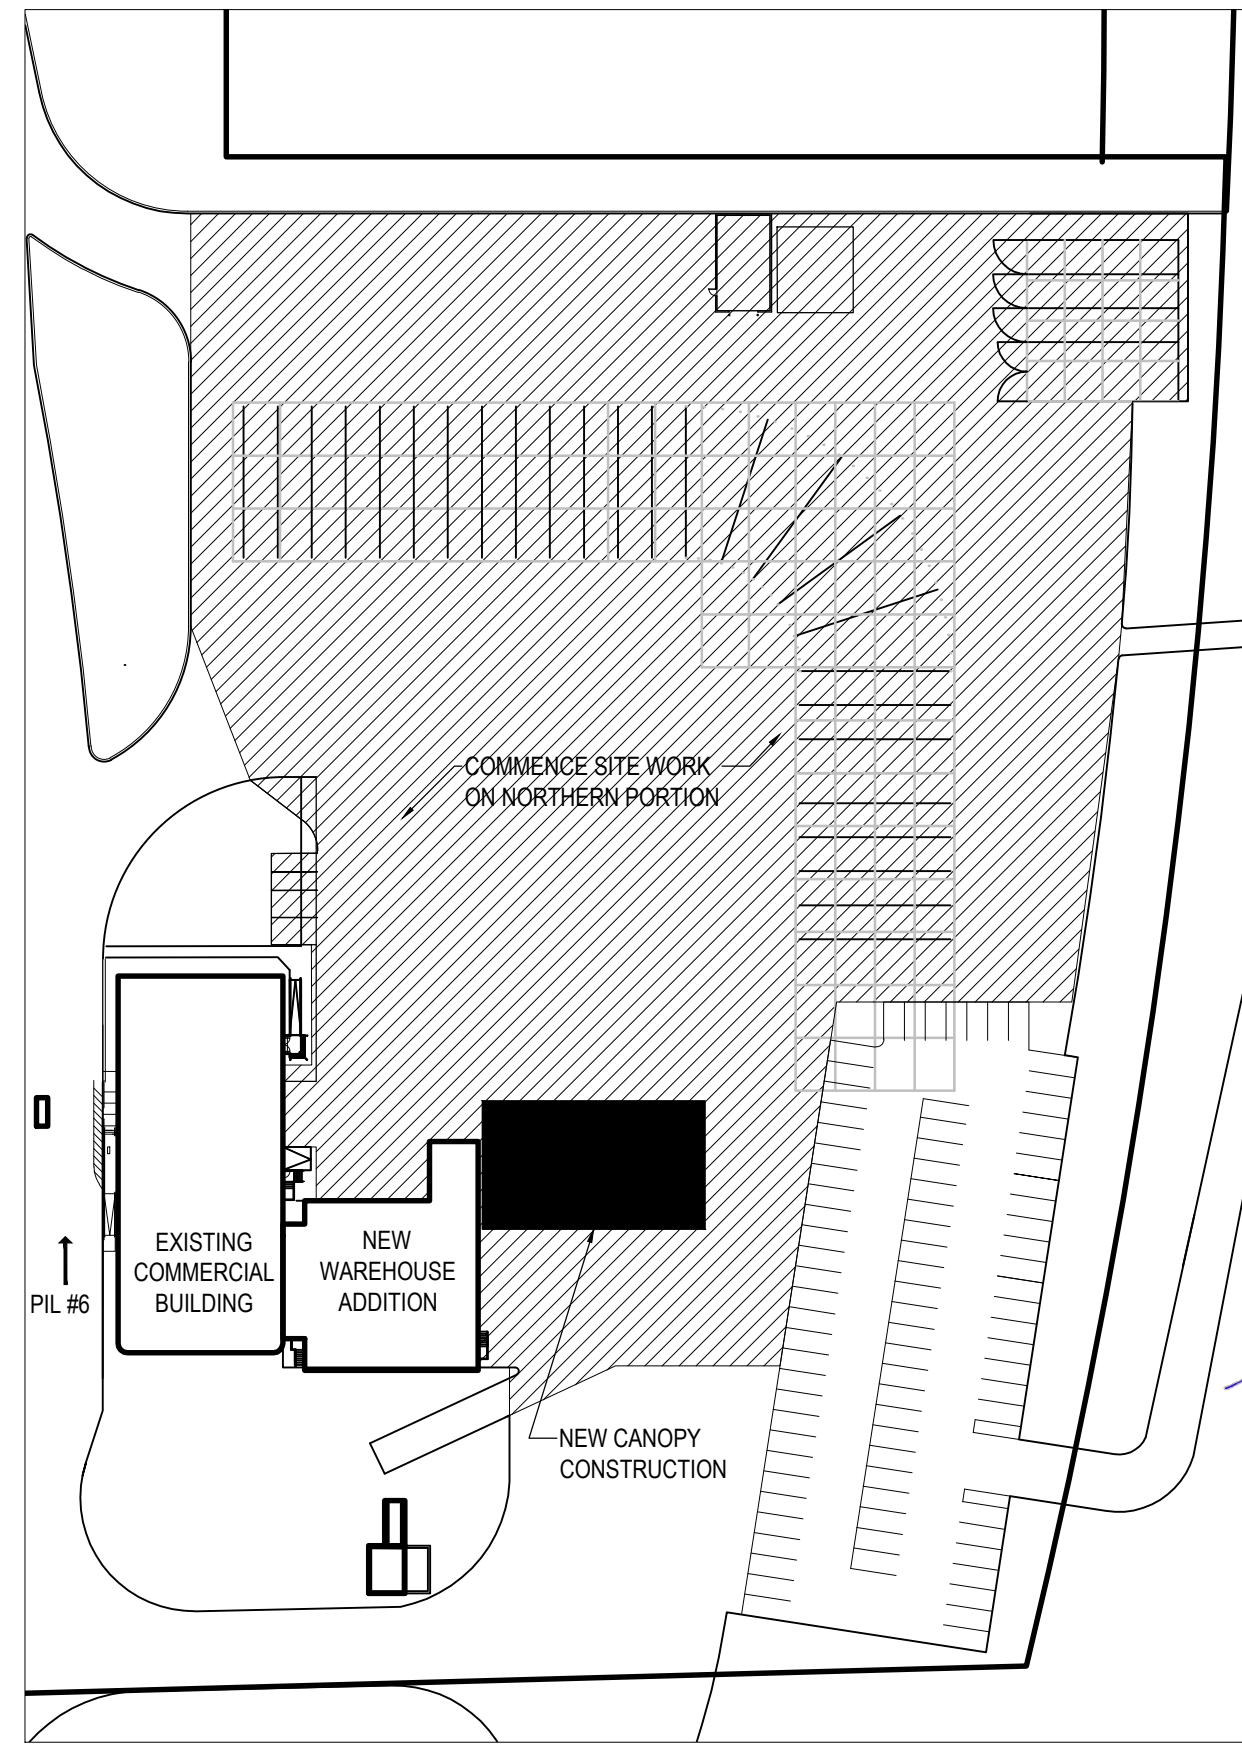 COMMENCE SITE WORK
ON NORTHERN PORTION
EXISTING
COMMERCIAL
BUILDING
NEW
WAREHOUSE
ADDITION
PIL #6
NEW CANOPY
CONSTRUCTION